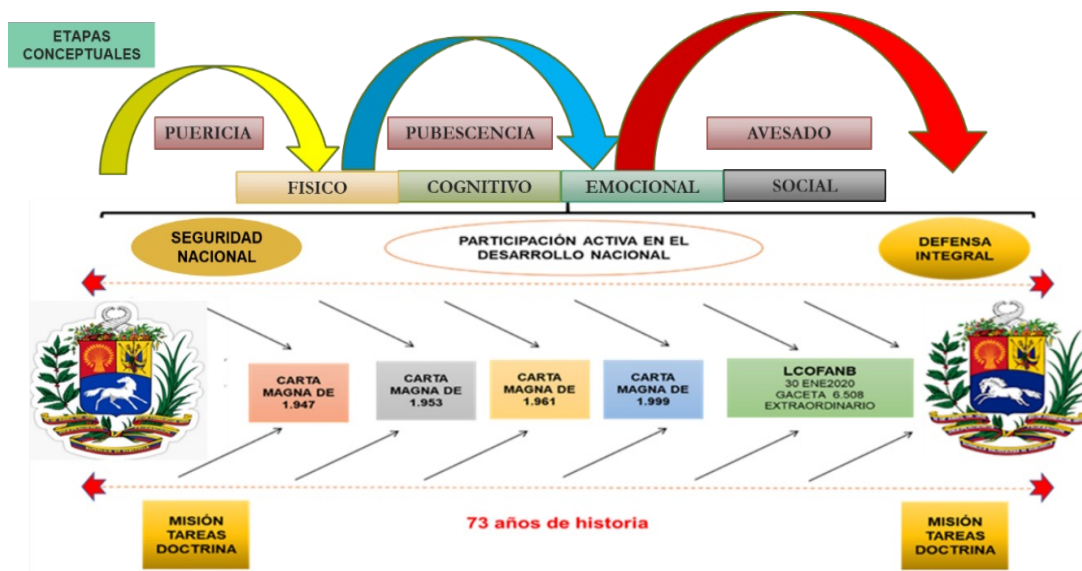 ETAPAS
CONCEPTUALES
PUERICIA
PUBESCENCIA
AVESADO
FISICO
COGNITIVO
EMOCIONAL
SOCIAL
SEGURIDAD
NACIONAL
PARTICIPACIÓN ACTIVA EN EL
DESARROLLO NACIONAL
DEFENSA
INTEGRAL
CARTA
MAGNA DE
1.947
CARTA
MAGNA DE
1.953
CARTA
MAGNA DE
1.961
CARTA
MAGNA DE
1.999
LCOFANB
30 ENE2020
GACETA 6.508
EXTRAORDINARIO
MISIÓN
TAREAS
DOCTRINA
73 años de historia
MISIÓN
TAREAS
DOCTRINA